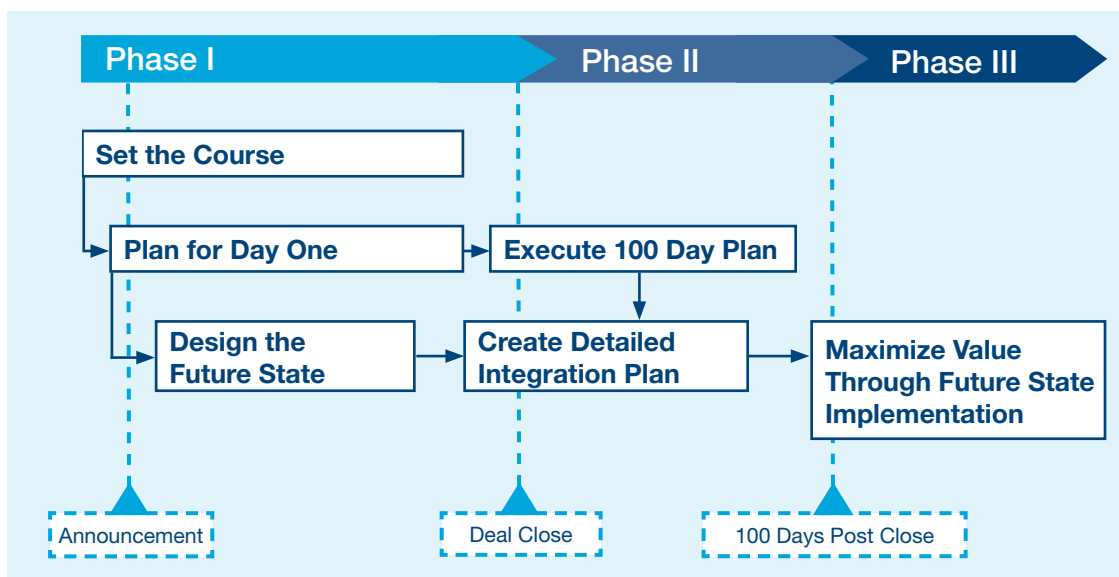 Phase I
Phase II
Phase III
Set the Course
Plan for Day One
Execute 100 Day Plan
Design the
Future State
Create Detailed
Integration Plan
Maximize Value
Through Future State
Implementation
Announcement
Deal Close
100 Days Post Close